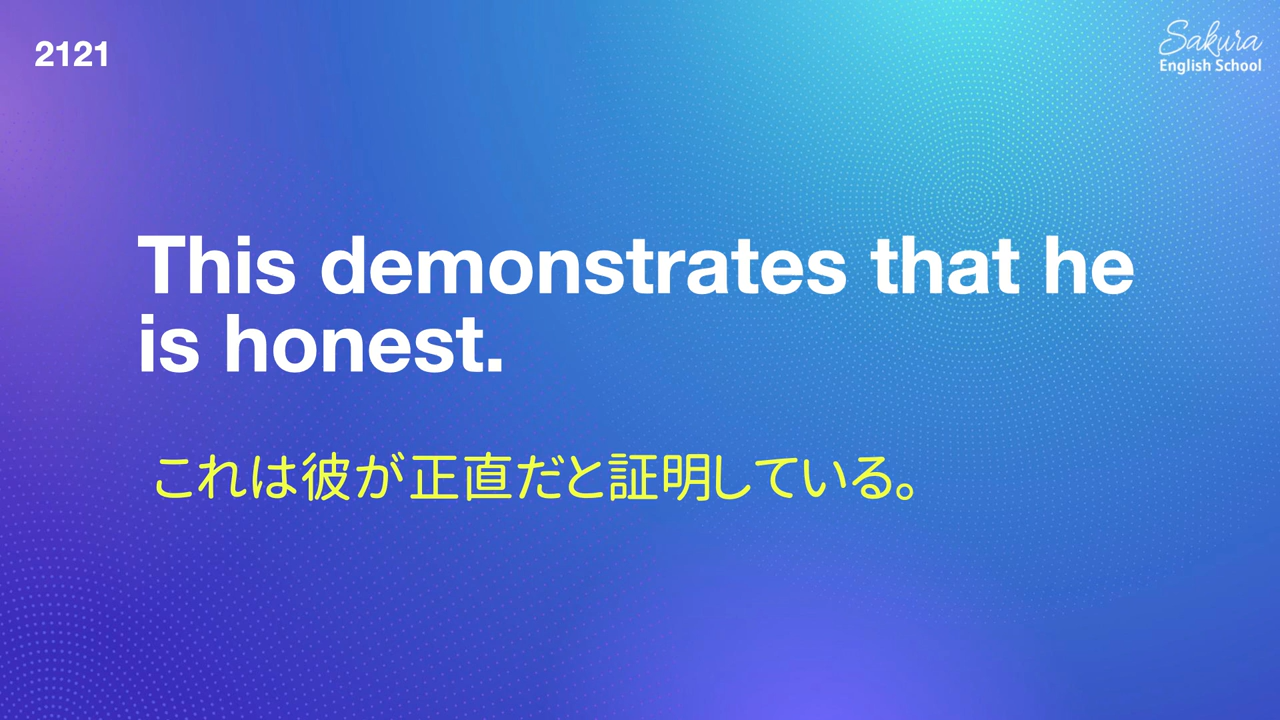 2121
Sakura
English School
This demonstrates that he
is honest.
これは彼が正直だと証明している。